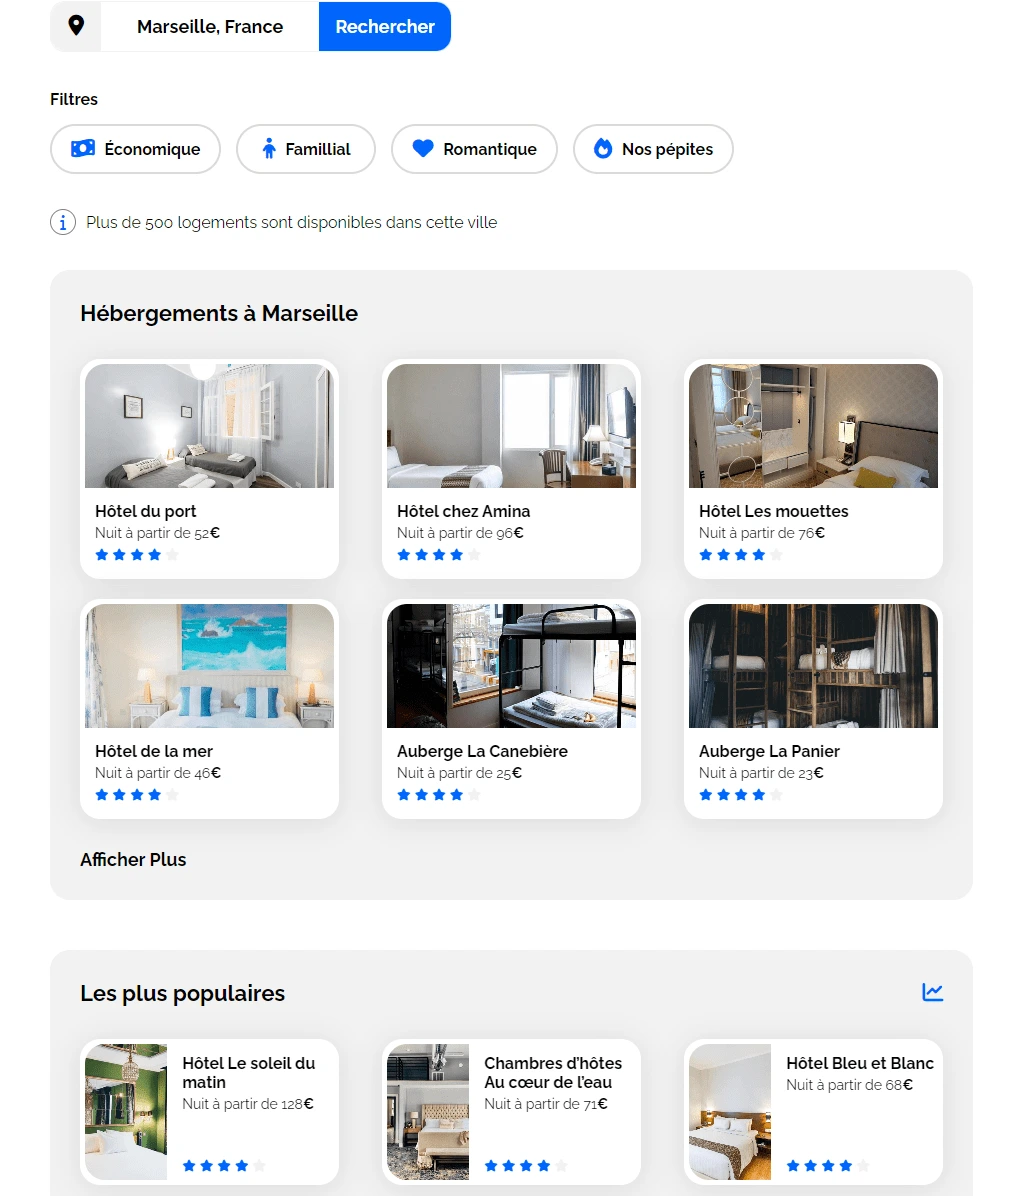 Marseille, France
Rechercher
Filtres
Économique
Famillial
Romantique
Nos pépites
i
Plus de 500 logements sont disponibles dans cette ville
Hébergements à Marseille
Hôtel du port
Nuit à partir de 52€
Hôtel chez Amina
Nuit à partir de 96€
Hôtel Les mouettes
Nuit à partir de 76€
Hôtel de la mer
Nuit à partir de 46€
Auberge La Canebière
Nuit à partir de 25€
Auberge La Panier
Nuit à partir de 23€
Afficher Plus
Les plus populaires
Hôtel Le soleil du
matin
Nuit à partir de 128€
Chambres d’hôtes
Au cœur de l’eau
Nuit à partir de 71€
Hôtel Bleu et Blanc
Nuit à partir de 68€